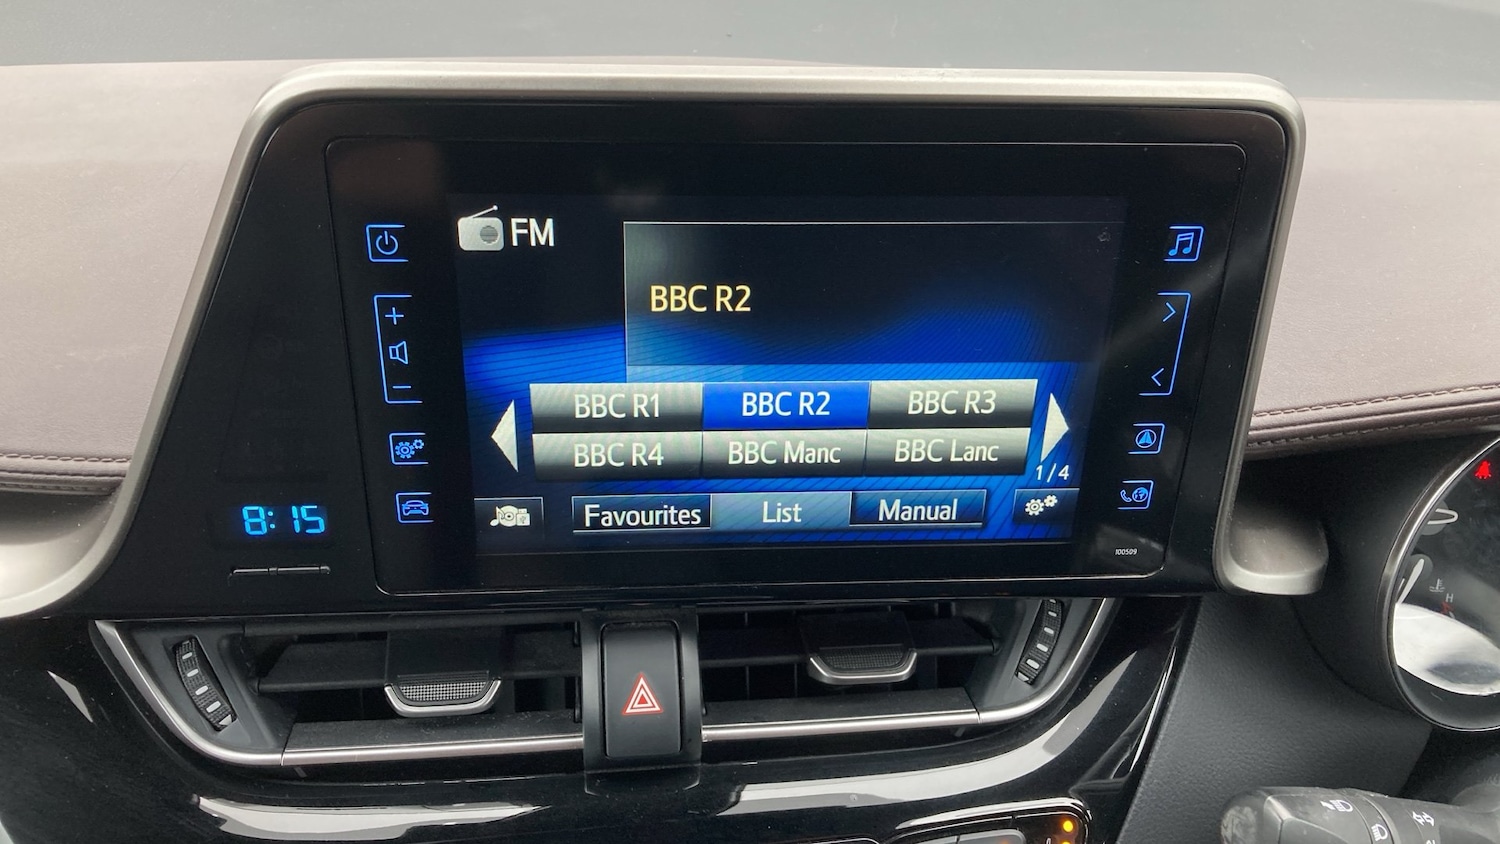 FM
BBC R2
BBC R1 BBC R2 BBC R3
BBC R4 BBC Manc BBC Lanc
1/4
Favourites List Manual
8:15
100509
H